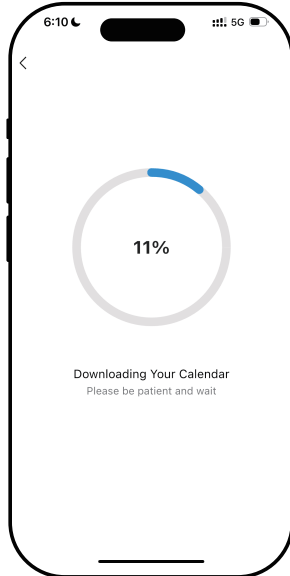 6:10
5G
11%
Downloading Your Calendar
Please be patient and wait